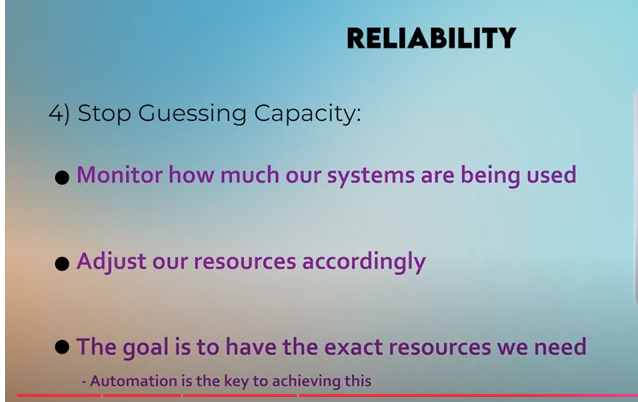 RELIABILITY
4) Stop Guessing Capacity:
● Monitor how much our systems are being used
● Adjust our resources accordingly
● The goal is to have the exact resources we need
- Automation is the key to achieving this